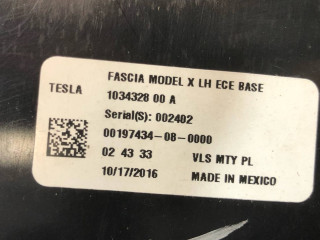 FASCIA MODEL X LH ECE BASE
TESLA
1034328 00 A
Serial(S): 002402
00197434-08-0000
02 43 33 VLS MTY PL
10/17/2016 MADE IN MEXICO